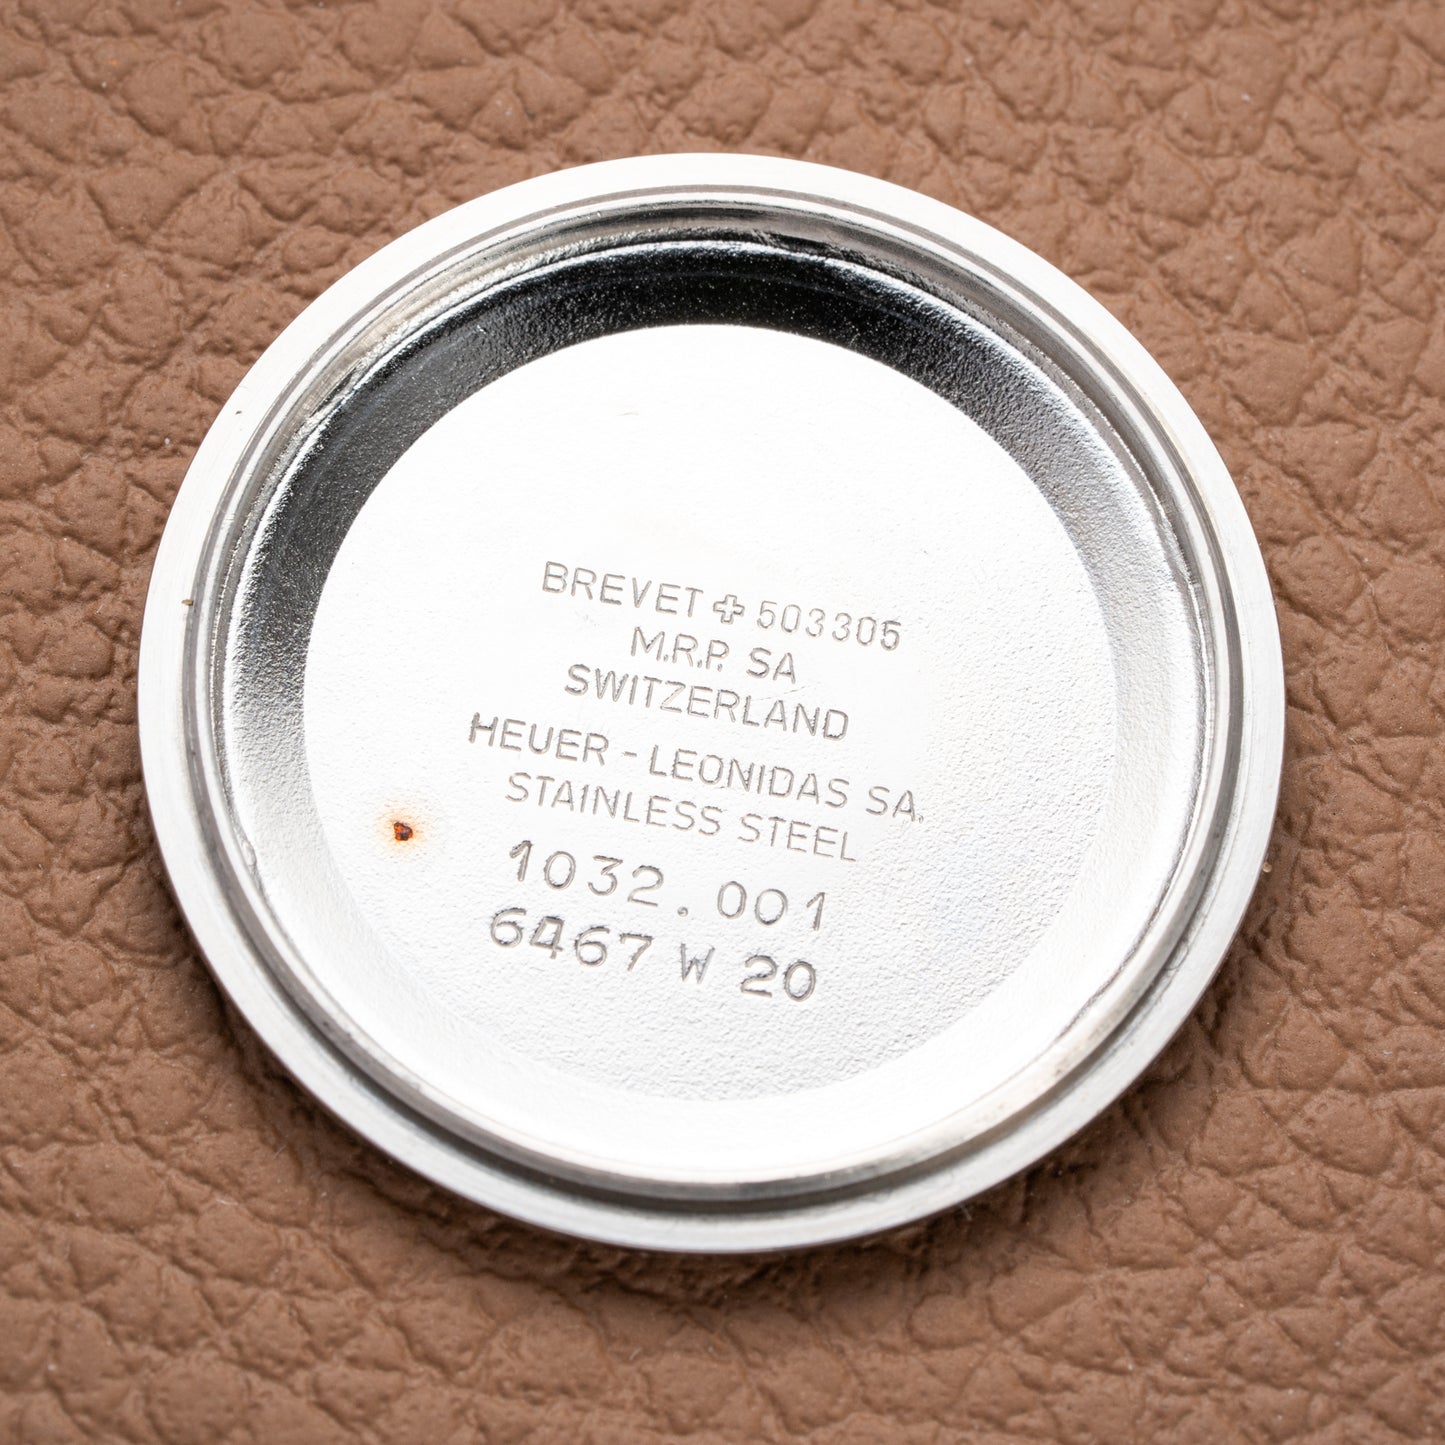 BREVET ✚ 503305
M.R.P. SA
SWITZERLAND
HEUER - LEONIDAS SA.
STAINLESS STEEL
1032.001
6467 W 20